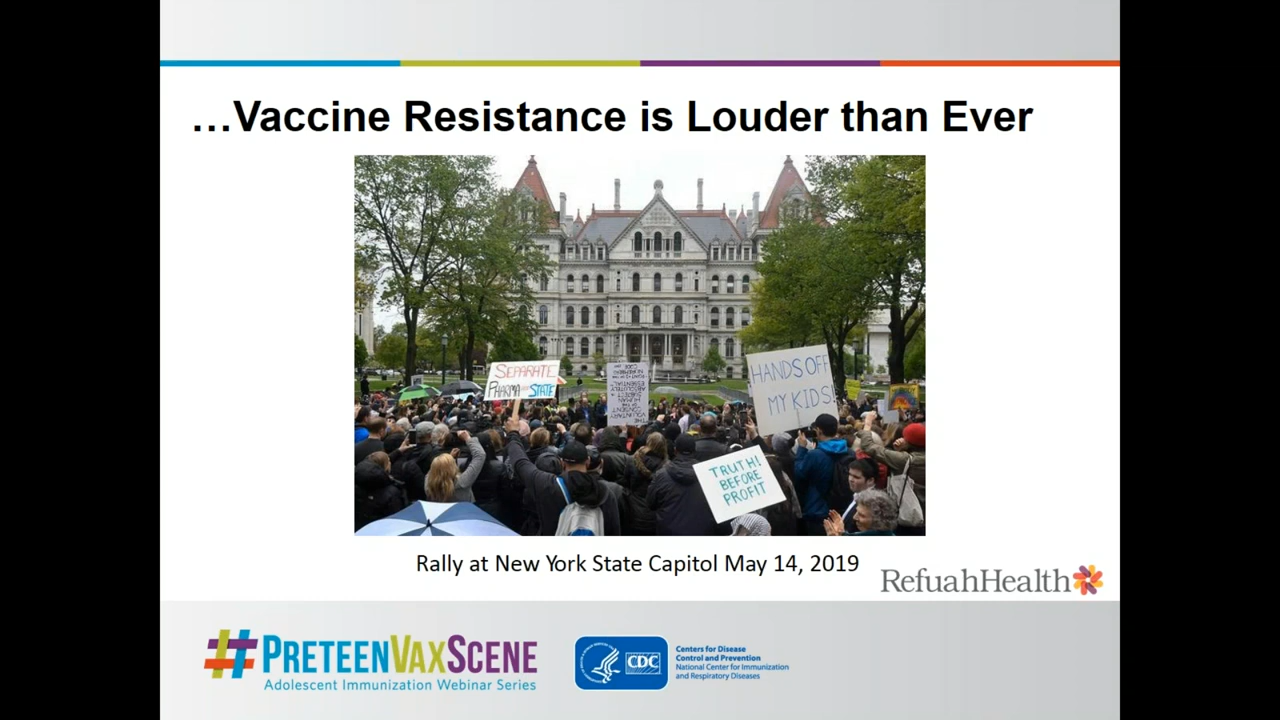 …Vaccine Resistance is Louder than Ever
SEPARATE
PHARMA
STATE
HANDS OFF
MY KIDS!
TRUTH!
BEFORE
PROFIT
Rally at New York State Capitol May 14, 2019
RefuahHealth
#PRETEENVAXSCENE
Adolescent Immunization Webinar Series
CDC
Centers for Disease
Control and Prevention
National Center for Immunization
and Respiratory Diseases